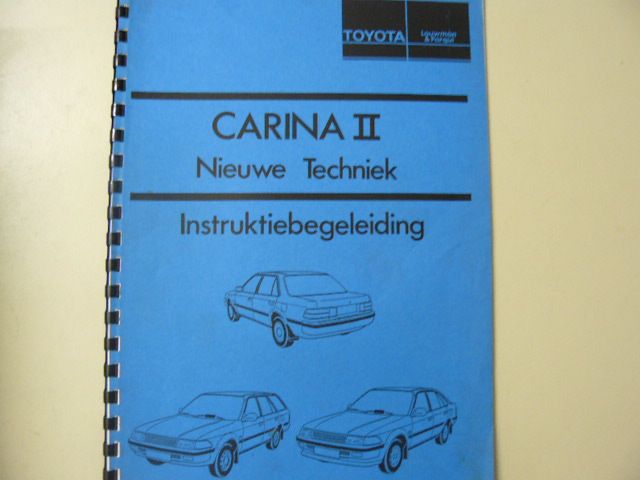 TOYOTA
Louwman
& Parqui
CARINA II
Nieuwe Techniek
Instruktiebegeleiding